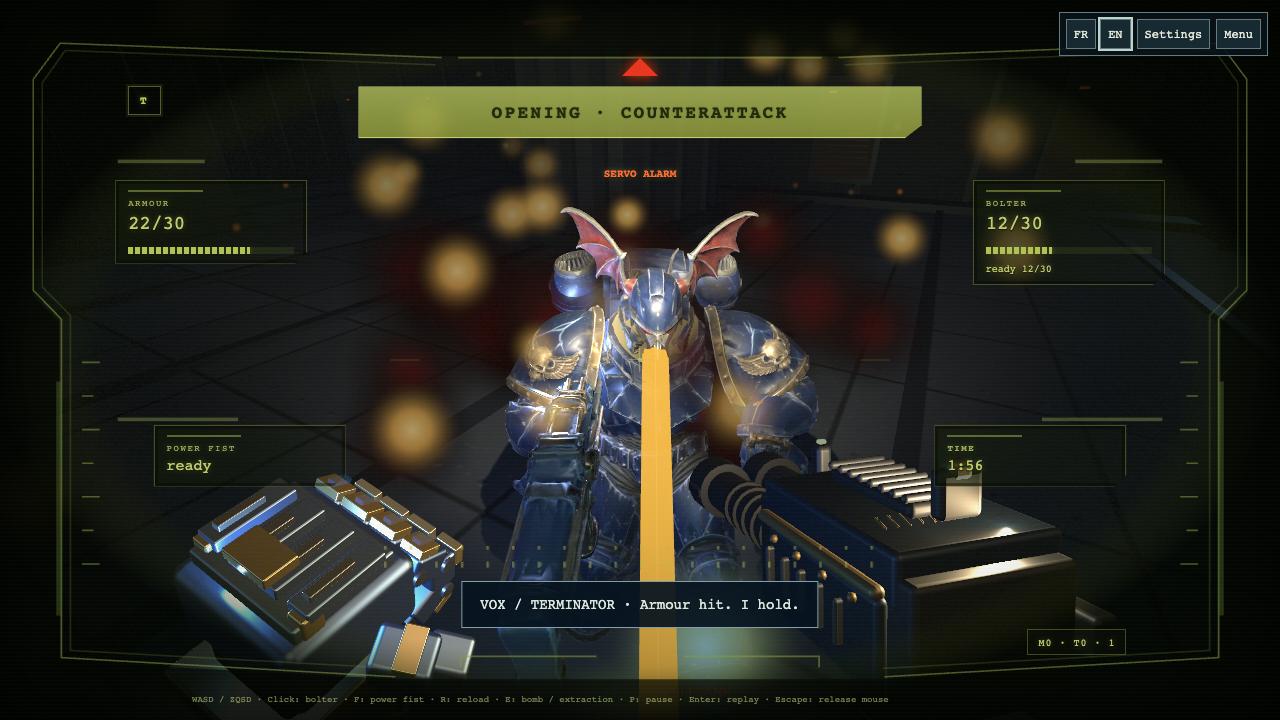 FR EN Settings Menu
T
OPENING · COUNTERATTACK
SERVO ALARM
ARMOUR
22/30
BOLTER
12/30
ready 12/30
POWER FIST
ready
TIME
1:56
VOX / TERMINATOR · Armour hit. I hold.
M0 · T0 · 1
WASD / ZQSD · Click: bolter · F: power fist · R: reload · E: bomb / extraction · P: pause · Enter: replay · Escape: release mouse